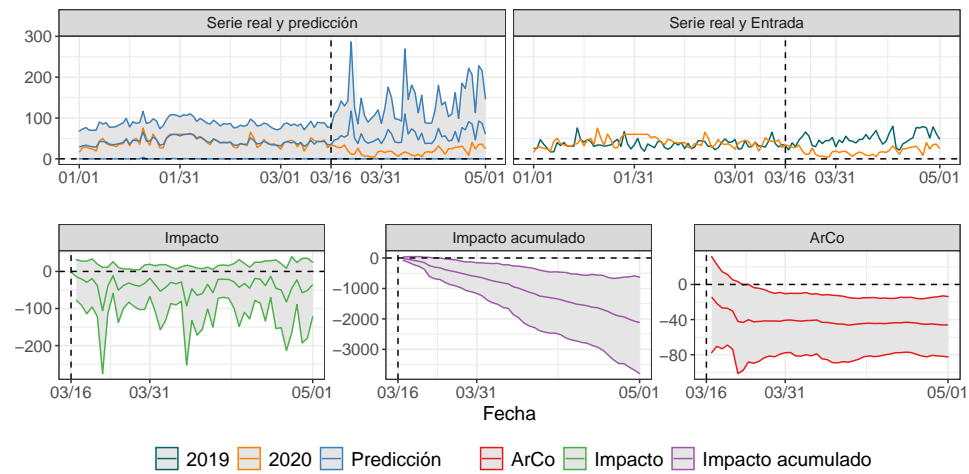 Serie real y predicción Serie real y Entrada
300
200
100
0
01/01 01/31 03/01 03/16 03/31 05/01 01/01 01/31 03/01 03/16 03/31 05/01
Impacto Impacto acumulado ArCo
0 0 0
−100 −1000 −40
−200 −2000 −80
−3000
03/16 03/31 05/01 03/16 03/31 05/01 03/16 03/31 05/01
Fecha
2019 2020 Predicción ArCo Impacto Impacto acumulado